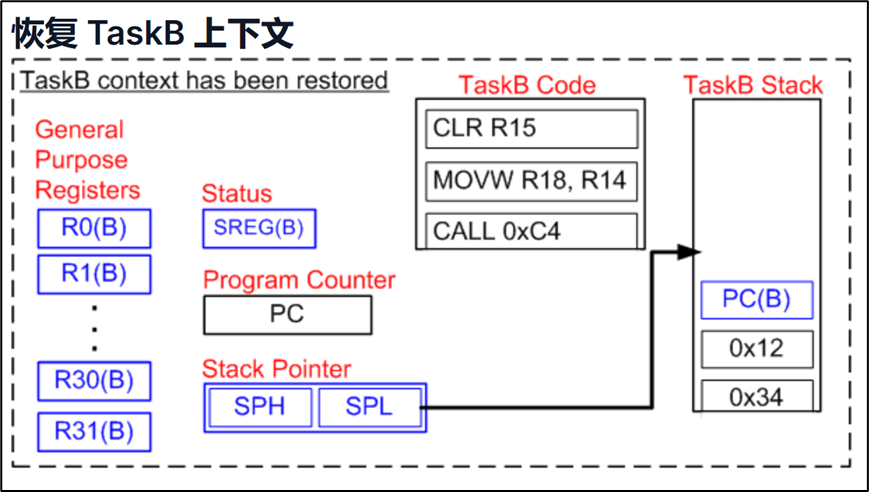 恢复 TaskB 上下文
TaskB context has been restored
General
Purpose
Registers
R0(B)
R1(B)
R30(B)
R31(B)
Status
SREG(B)
Program Counter
PC
Stack Pointer
SPH
SPL
TaskB Code
CLR R15
MOVW R18, R14
CALL 0xC4
TaskB Stack
PC(B)
0x12
0x34